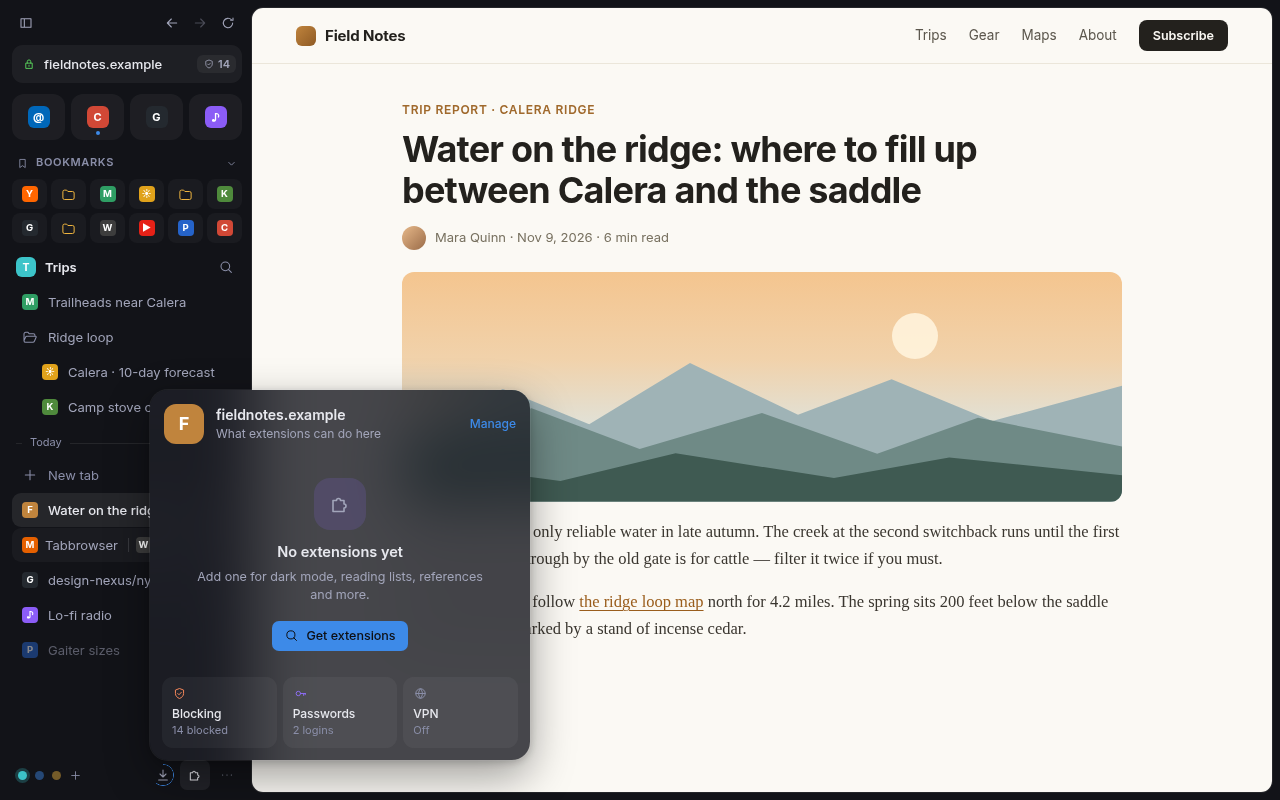 fieldnotes.example
14
@
C
G
BOOKMARKS
Y
M
K
G
W
P
C
T Trips
M Trailheads near Calera
Ridge loop
Calera · 10-day forecast
K Camp stove
Today
New tab
F Water on the ridg
M Tabbrowser W
G design-nexus/ny
Lo-fi radio
P Gaiter sizes
Field Notes
Trips
Gear
Maps
About
Subscribe
TRIP REPORT · CALERA RIDGE
Water on the ridge: where to fill up
between Calera and the saddle
Mara Quinn · Nov 9, 2026 · 6 min read
only reliable water in late autumn. The creek at the second switchback runs until the first
rough by the old gate is for cattle — filter it twice if you must.
follow the ridge loop map north for 4.2 miles. The spring sits 200 feet below the saddle
rked by a stand of incense cedar.
F
fieldnotes.example
What extensions can do here
Manage
No extensions yet
Add one for dark mode, reading lists, references
and more.
Get extensions
Blocking
14 blocked
Passwords
2 logins
VPN
Off